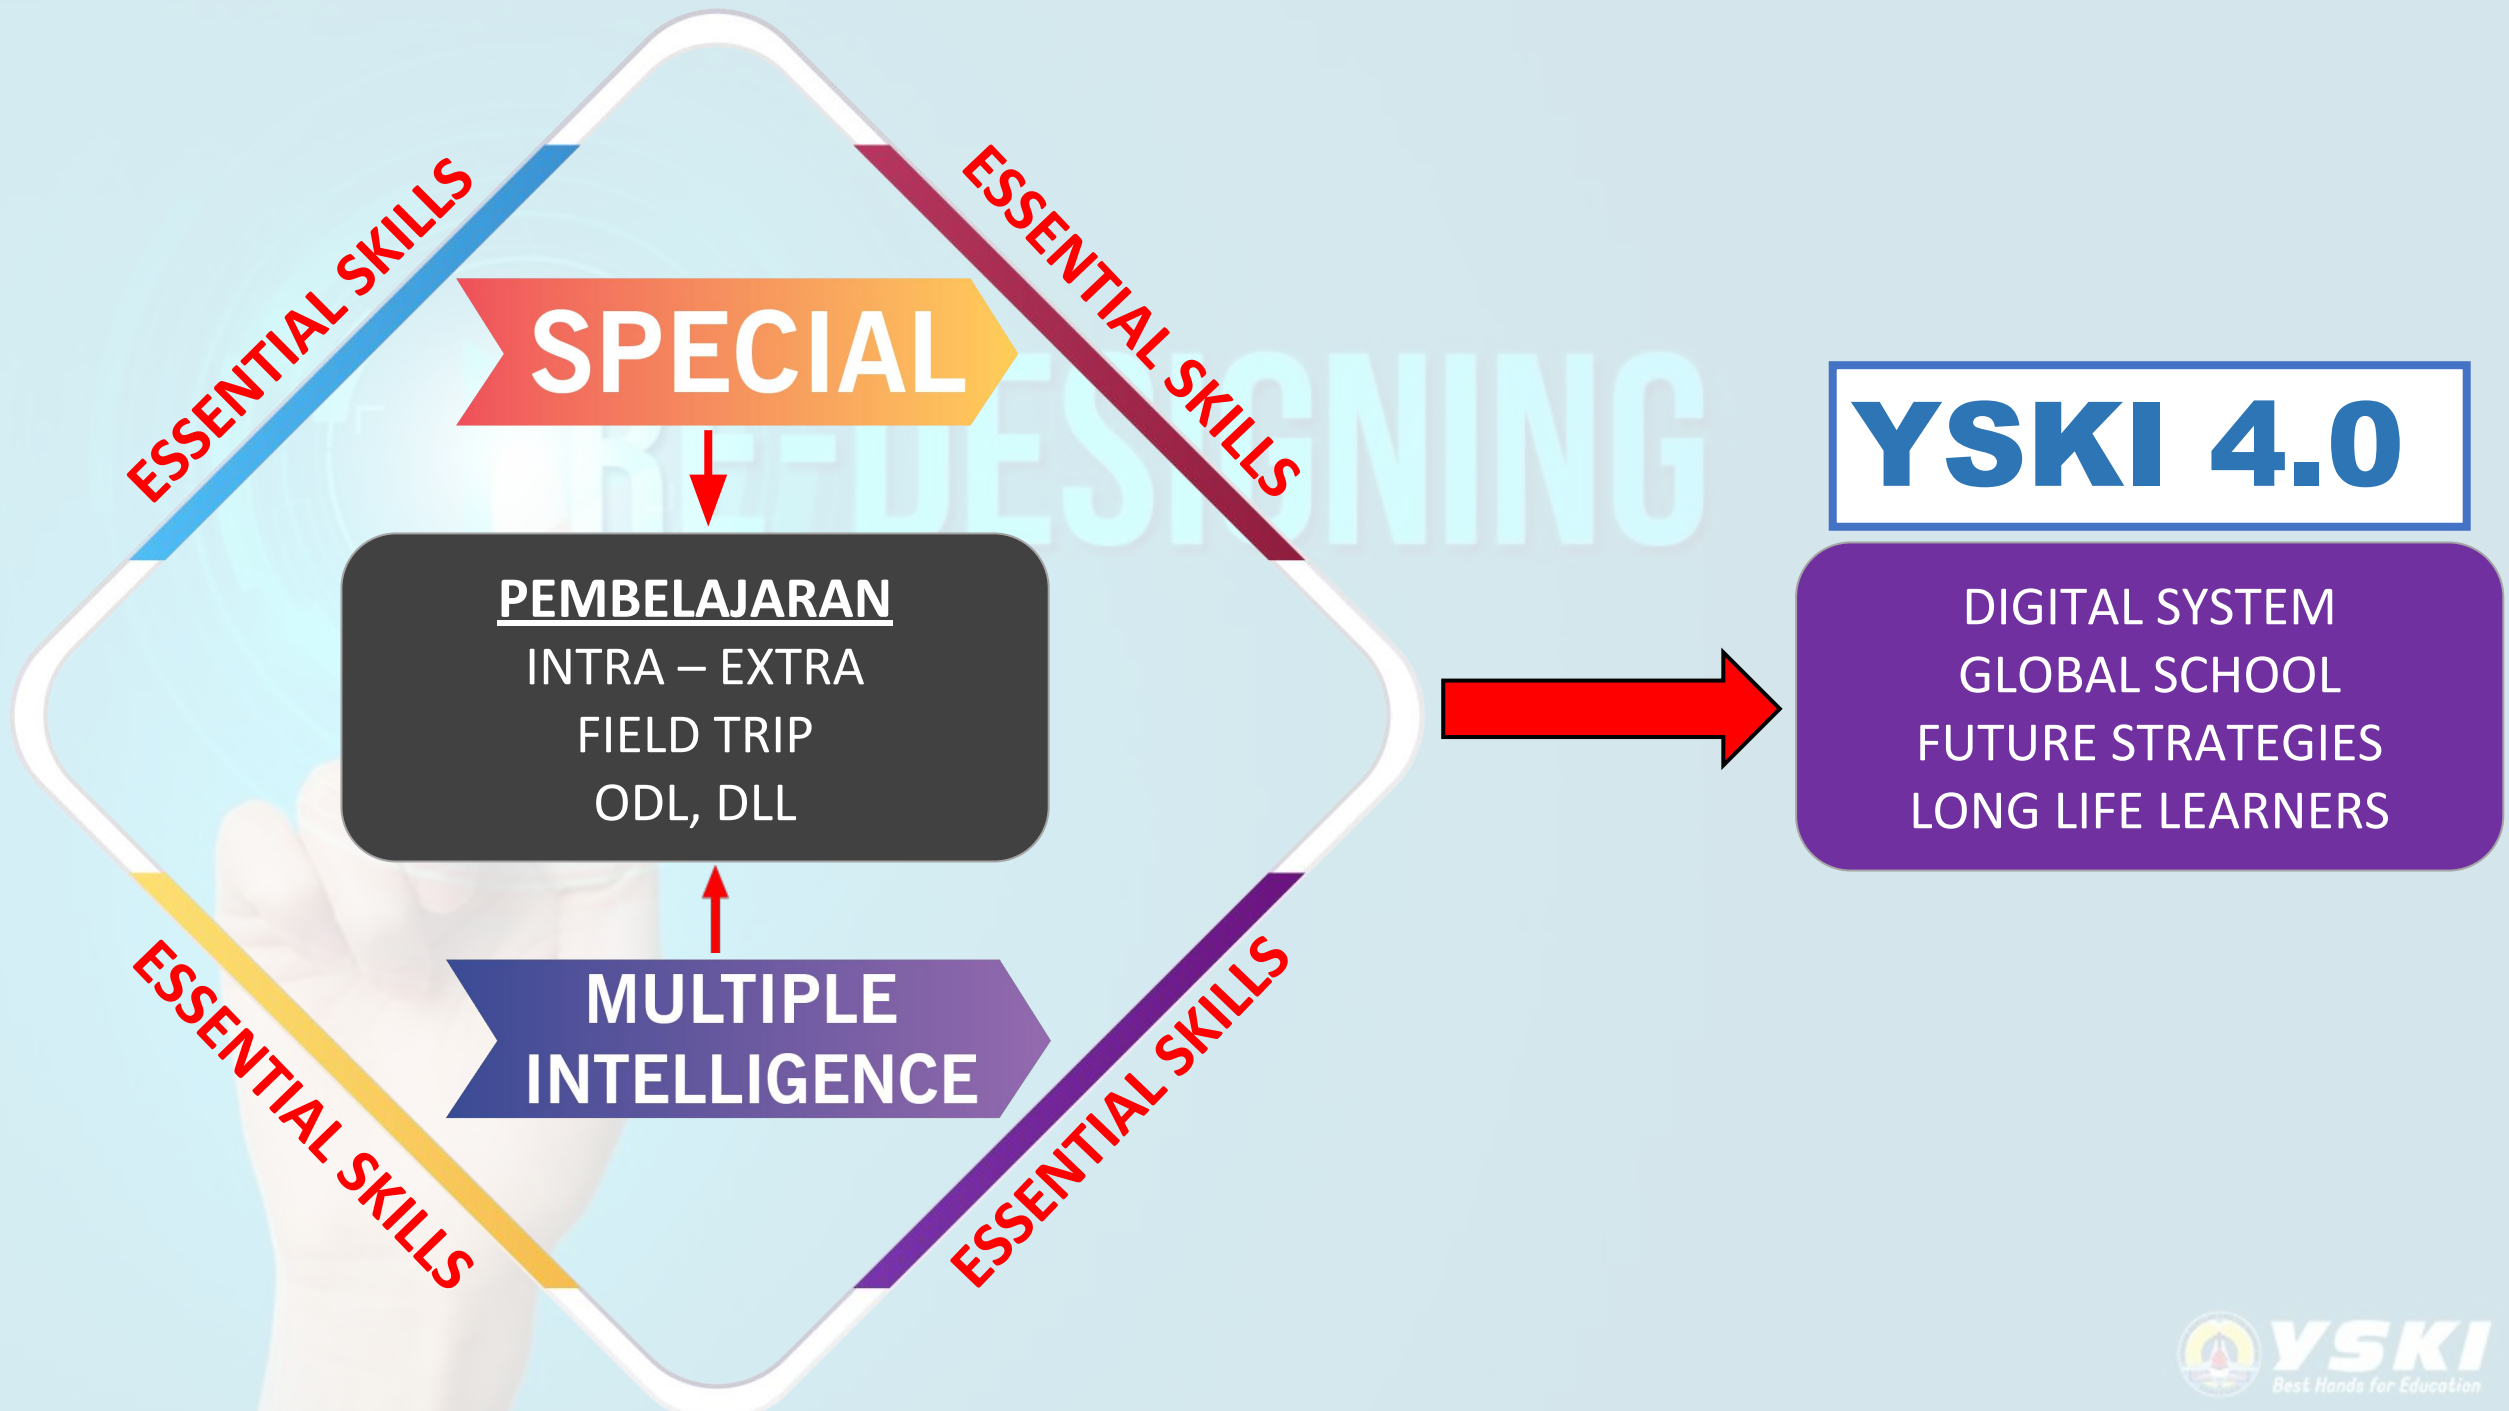 ESSENTIAL SKILLS
ESSENTIAL SKILLS
SPECIAL
RE-DESIGNING
PEMBELAJARAN
INTRA – EXTRA
FIELD TRIP
ODL, DLL
MULTIPLE
INTELLIGENCE
ESSENTIAL SKILLS
ESSENTIAL SKILLS
YSKI 4.0
DIGITAL SYSTEM
GLOBAL SCHOOL
FUTURE STRATEGIES
LONG LIFE LEARNERS
YSKI
Best Hands for Education